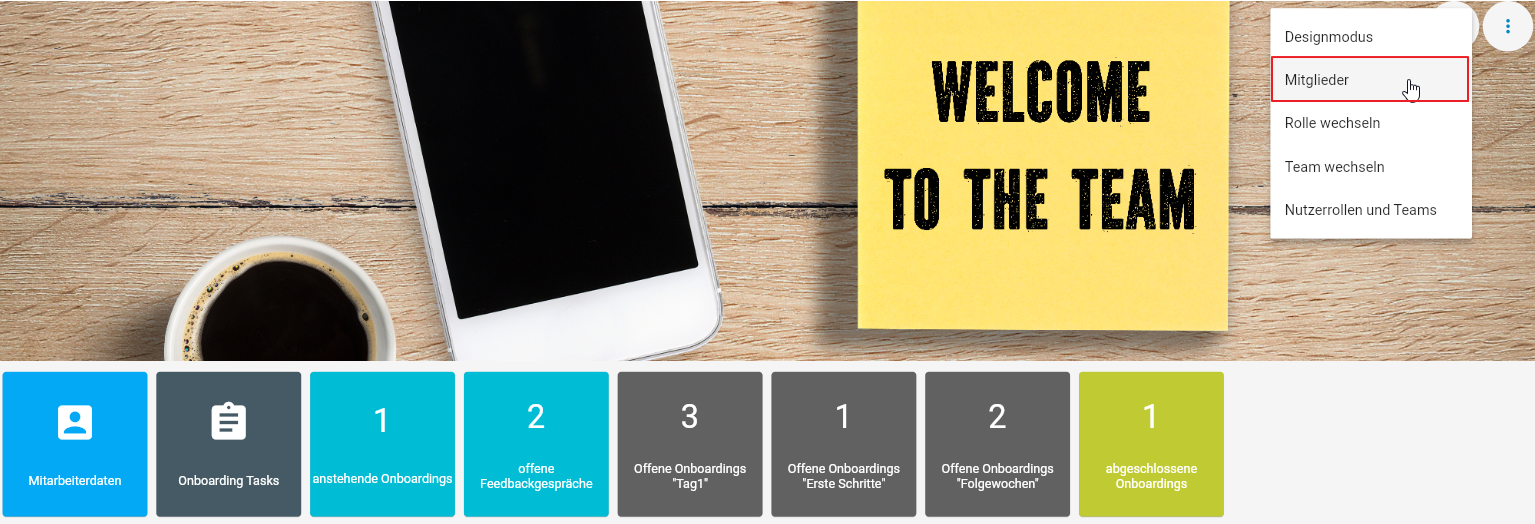 WELCOME
TO THE TEAM
Designmodus
Mitglieder
Rolle wechseln
Team wechseln
Nutzerrollen und Teams
Mitarbeiterdaten
Onboarding Tasks
1
anstehende Onboardings
2
offene
Feedbackgespräche
3
Offene Onboardings
"Tag1"
1
Offene Onboardings
"Erste Schritte"
2
Offene Onboardings
"Folgewochen"
1
abgeschlossene
Onboardings